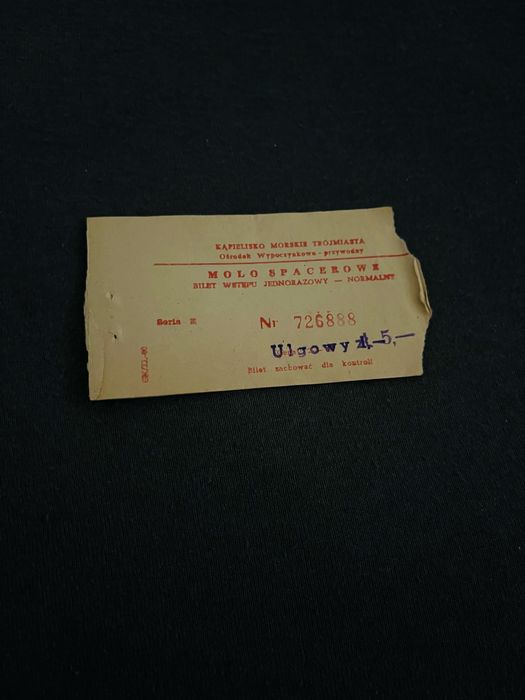 KĄPIELISKO MORSKIE TRÓJMIASTA
Ośrodek Wypoczynkowo-przywodny
MOLO SPACEROWE
BILET WSTĘPU JEDNORAZOWY — NORMALNY
Seria Nr 726888
Ulgowy zł.-5,—
Bilet zachować dla kontroli